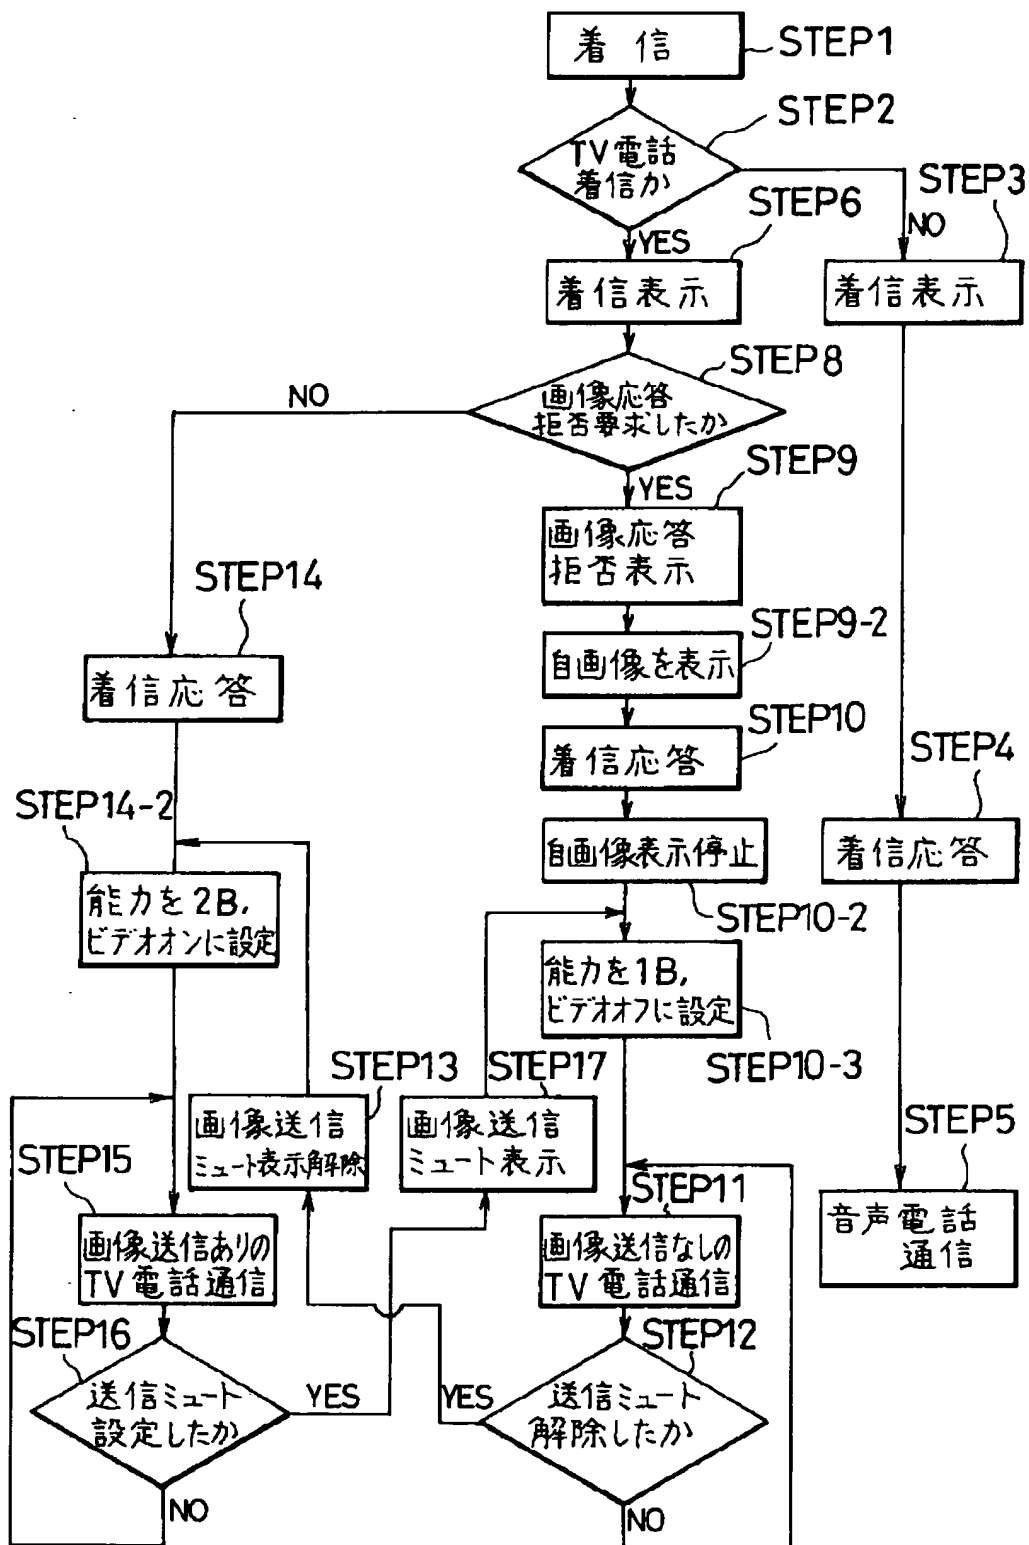 着信
STEP1
STEP2
TV電話
着信か
STEP3
NO
STEP6
YES
着信表示
着信表示
STEP8
画像応答
拒否要求したか
NO
STEP9
YES
画像応答
拒否表示
STEP14
着信応答
STEP9-2
自画像を表示
STEP10
着信応答
STEP4
着信応答
STEP14-2
能力を2B,
ビデオオンに設定
自画像表示停止
STEP10-2
能力を1B,
ビデオオフに設定
STEP10-3
STEP13
画像送信
ミュート表示解除
STEP17
画像送信
ミュート表示
STEP5
音声電話
通信
STEP15
画像送信ありの
TV電話通信
STEP11
画像送信なしの
TV電話通信
STEP16
送信ミュート
設定したか
YES
NO
STEP12
YES
送信ミュート
解除したか
NO